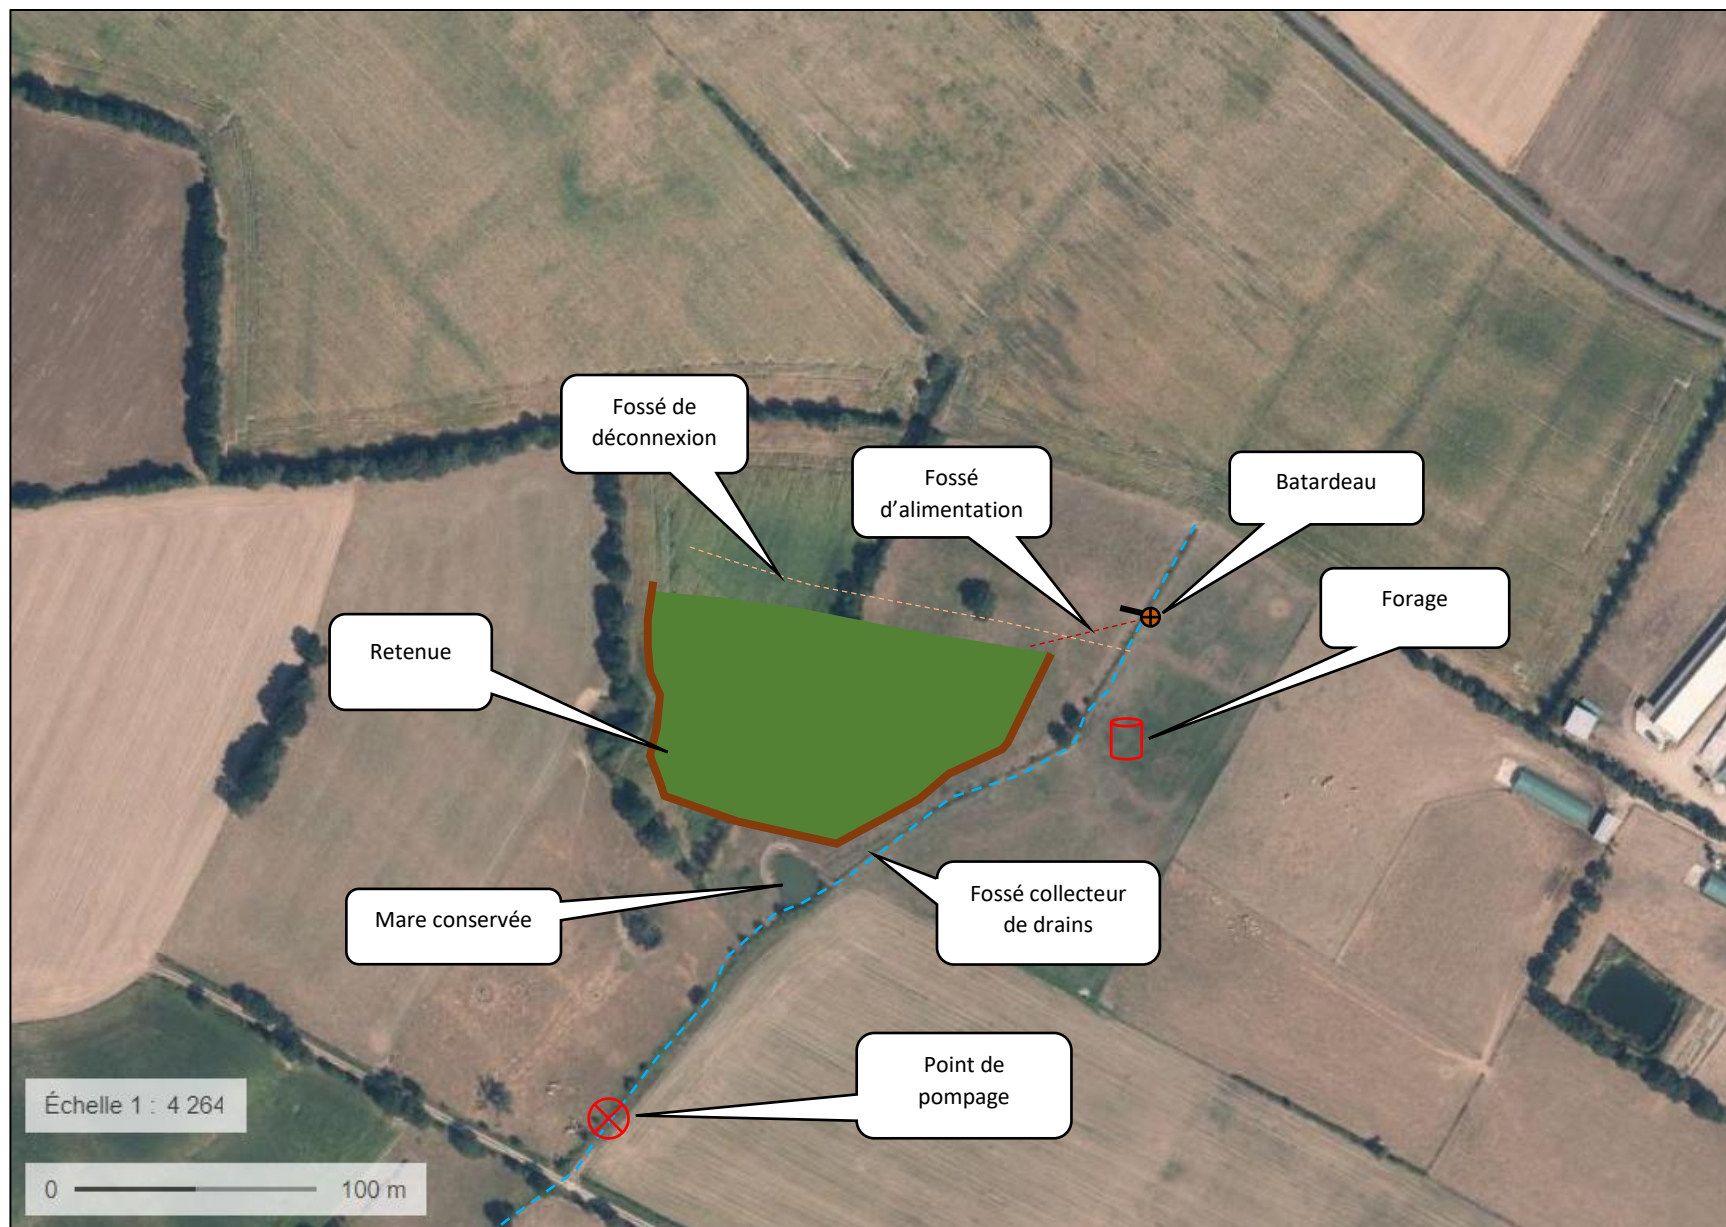 Fossé de
déconnexion
Fossé
d’alimentation
Batardeau
Forage
Retenue
Mare conservée
Fossé collecteur
de drains
Point de
pompage
Échelle 1 : 4 264
0 100 m